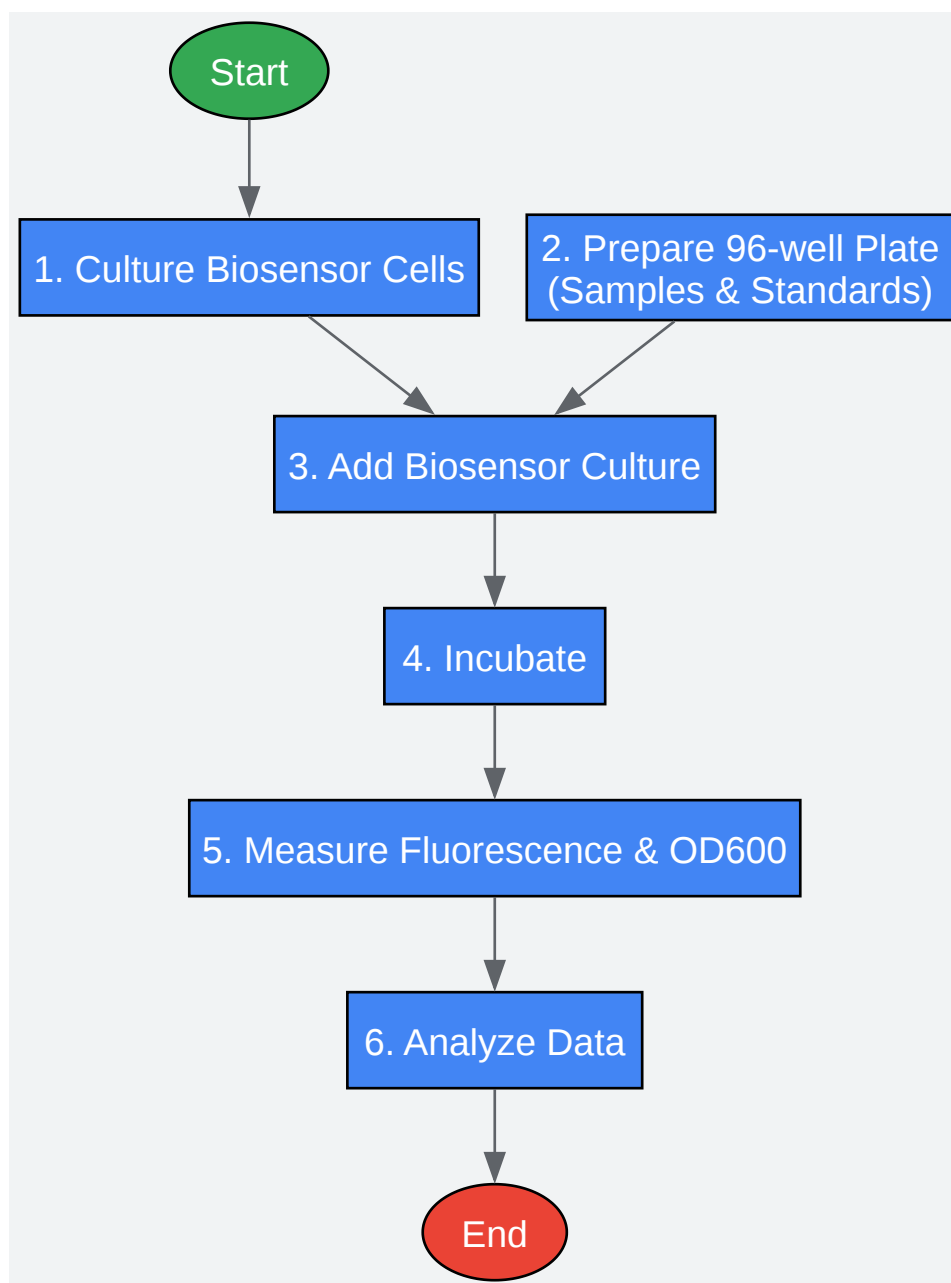 Start
1. Culture Biosensor Cells
2. Prepare 96-well Plate
(Samples & Standards)
3. Add Biosensor Culture
4. Incubate
5. Measure Fluorescence & OD600
6. Analyze Data
End